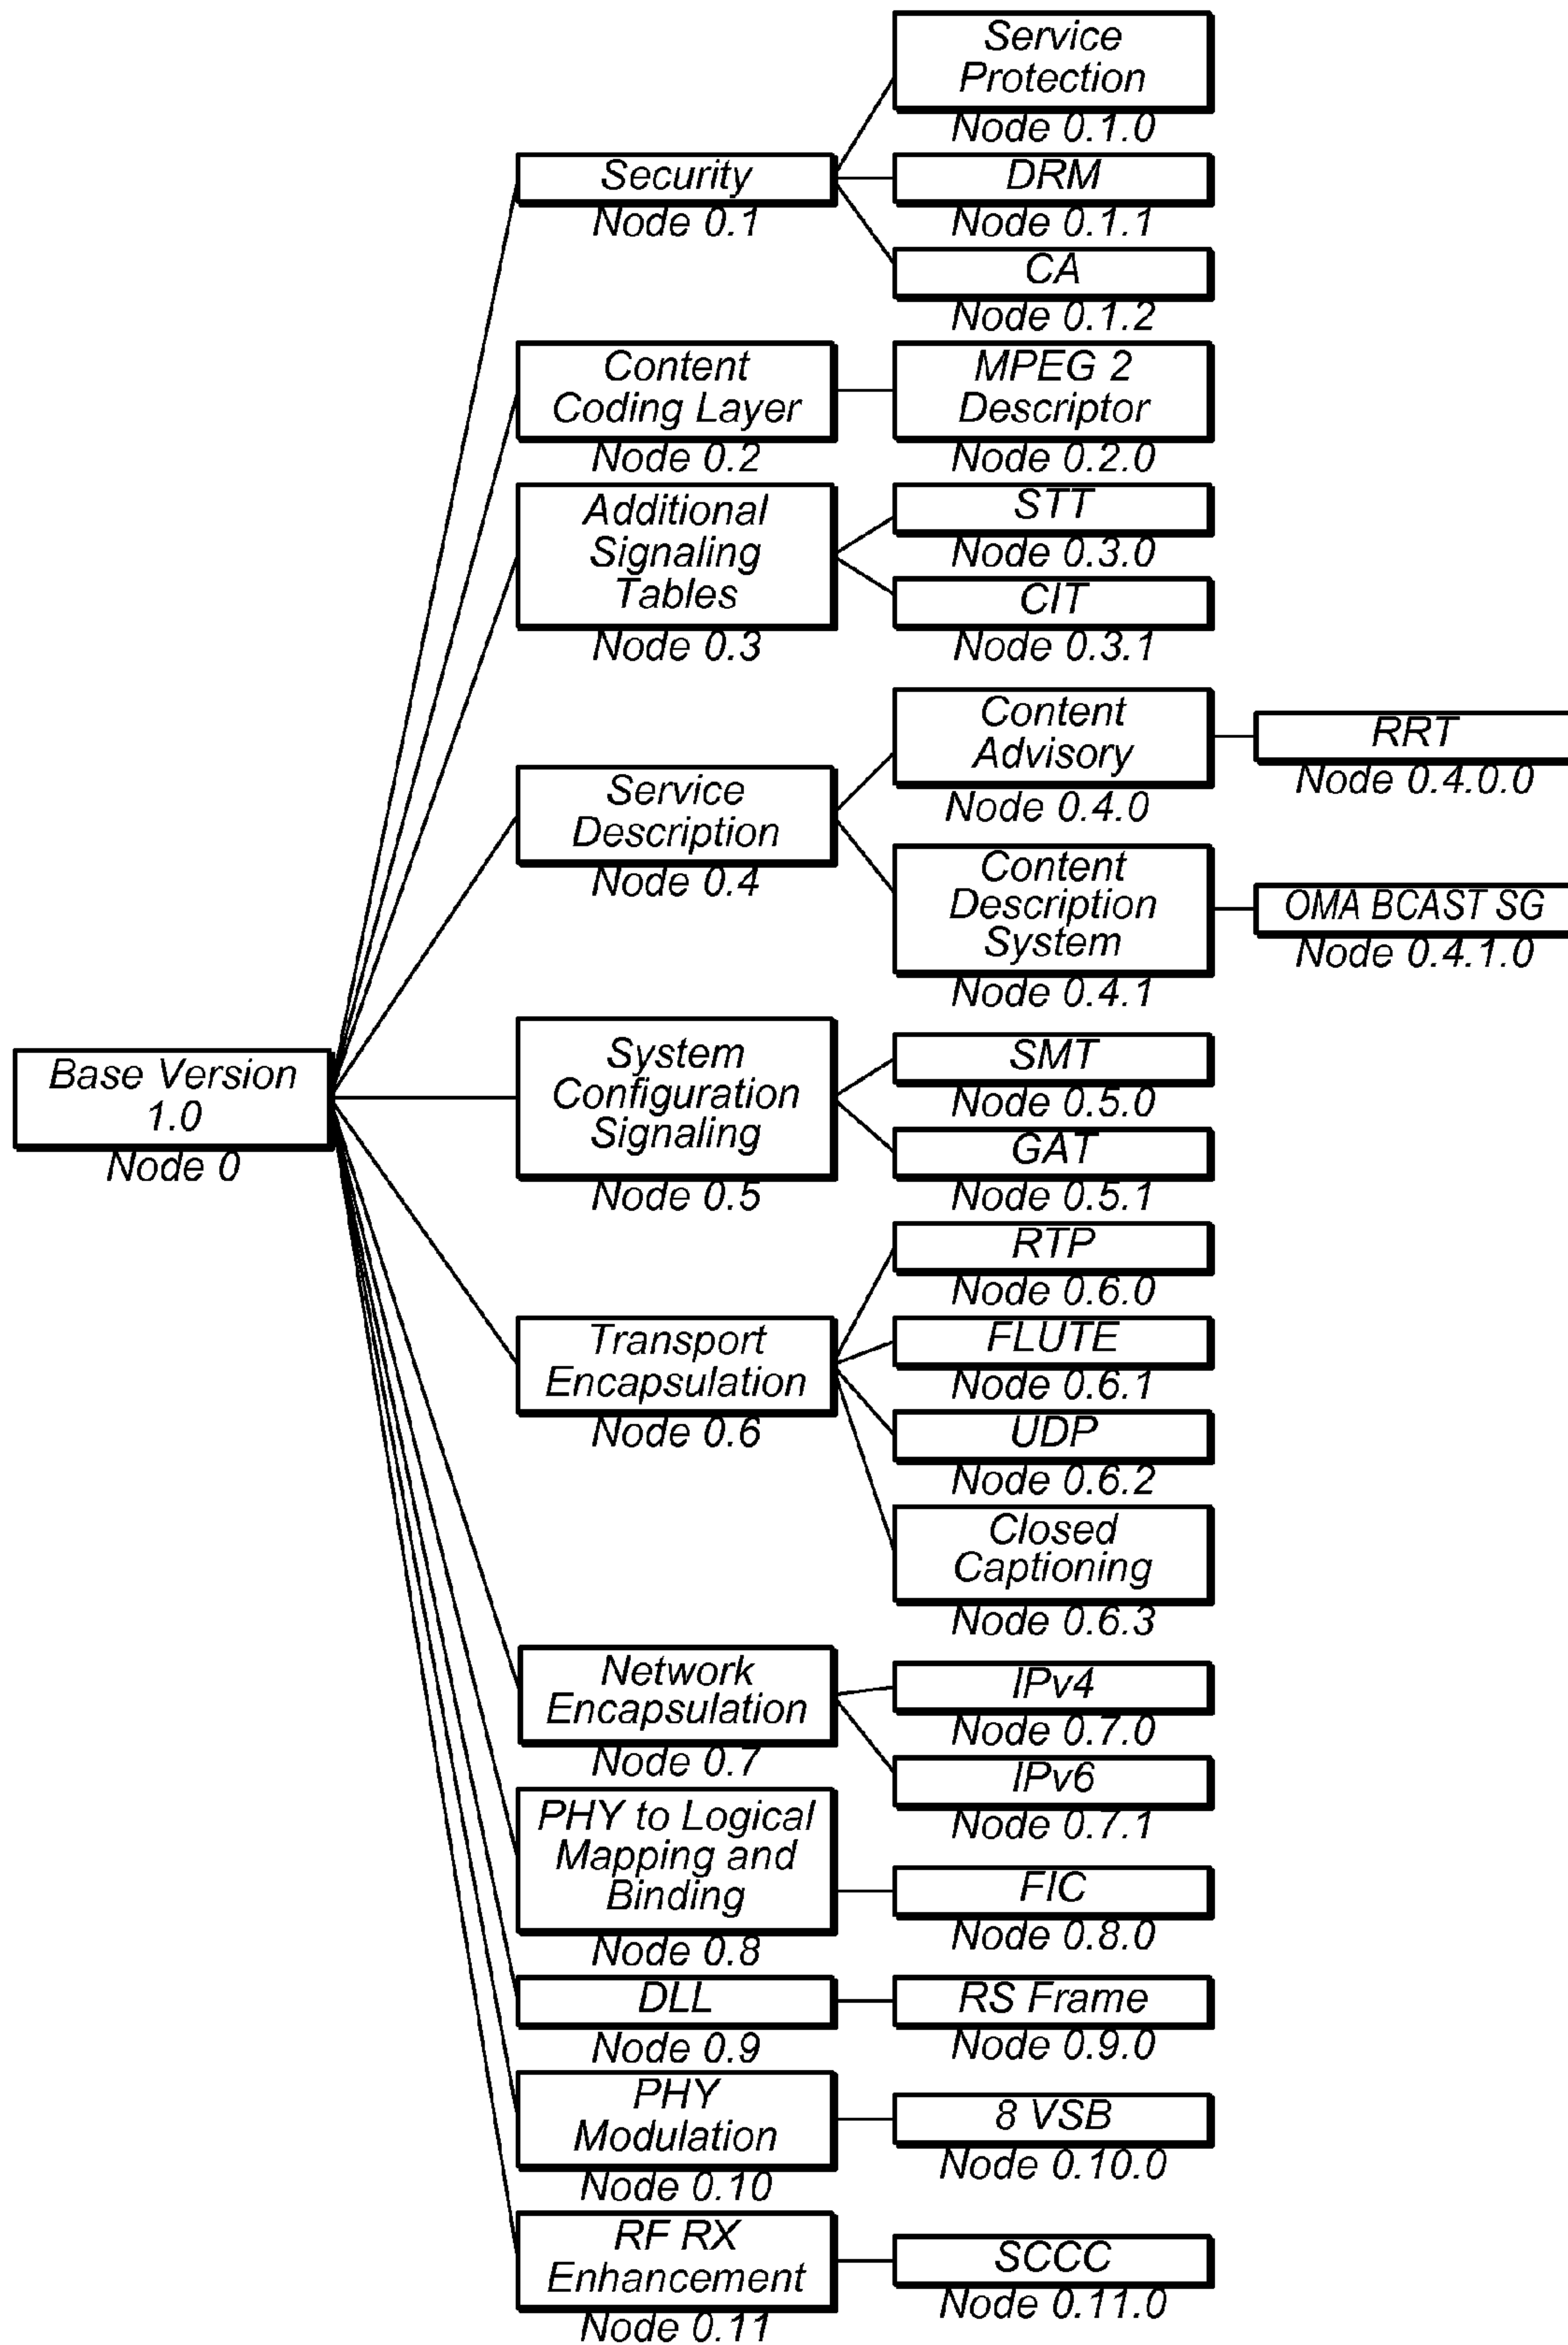 Service
Protection
Node 0.1.0
Security
Node 0.1
DRM
Node 0.1.1
CA
Node 0.1.2
Content
Coding Layer
Node 0.2
MPEG 2
Descriptor
Node 0.2.0
Additional
Signaling
Tables
Node 0.3
STT
Node 0.3.0
CIT
Node 0.3.1
Service
Description
Node 0.4
Content
Advisory
Node 0.4.0
RRT
Node 0.4.0.0
Content
Description
System
Node 0.4.1
OMA BCAST SG
Node 0.4.1.0
Base Version
1.0
Node 0
System
Configuration
Signaling
Node 0.5
SMT
Node 0.5.0
GAT
Node 0.5.1
Transport
Encapsulation
Node 0.6
RTP
Node 0.6.0
FLUTE
Node 0.6.1
UDP
Node 0.6.2
Closed
Captioning
Node 0.6.3
Network
Encapsulation
Node 0.7
IPv4
Node 0.7.0
IPv6
Node 0.7.1
PHY to Logical
Mapping and
Binding
Node 0.8
FIC
Node 0.8.0
DLL
Node 0.9
RS Frame
Node 0.9.0
PHY
Modulation
Node 0.10
8 VSB
Node 0.10.0
RF RX
Enhancement
Node 0.11
SCCC
Node 0.11.0